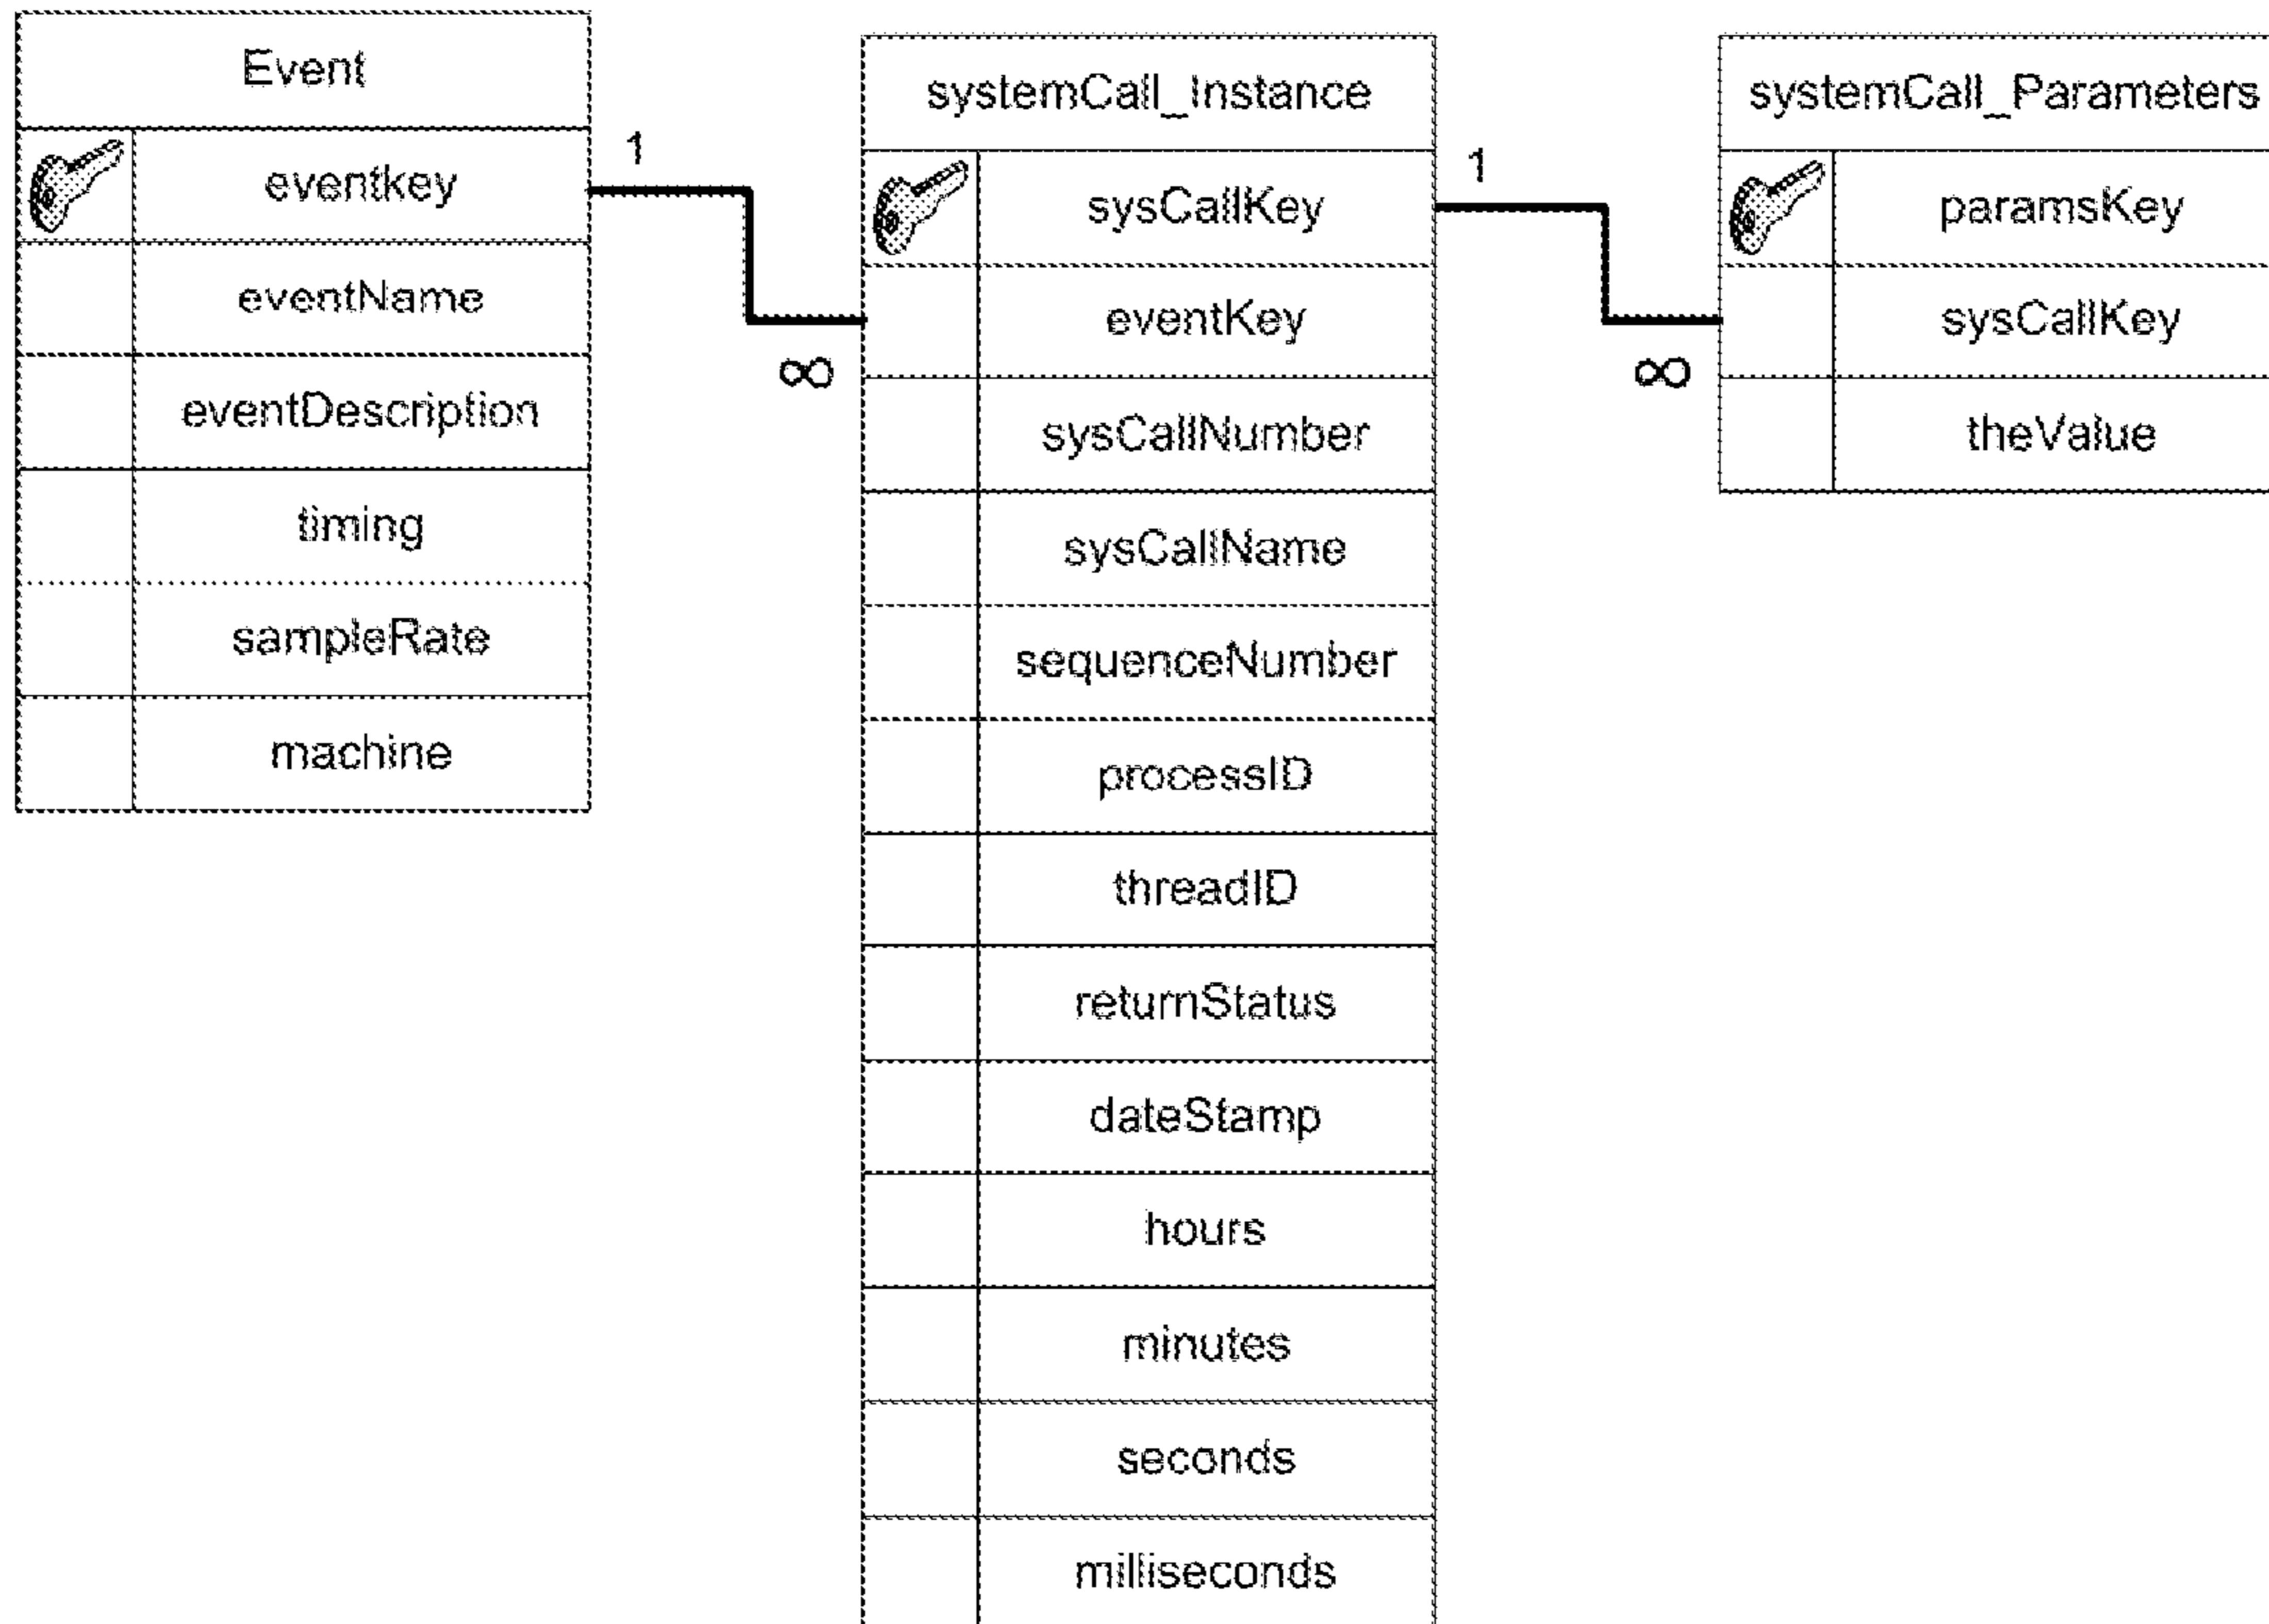 Event
eventkey
eventName
eventDescription
timing
sampleRate
machine
1
∞
systemCall_Instance
sysCallKey
eventKey
sysCallNumber
sysCallName
sequenceNumber
processID
threadID
returnStatus
dateStamp
hours
minutes
seconds
milliseconds
1
∞
systemCall_Parameters
paramsKey
sysCallKey
theValue